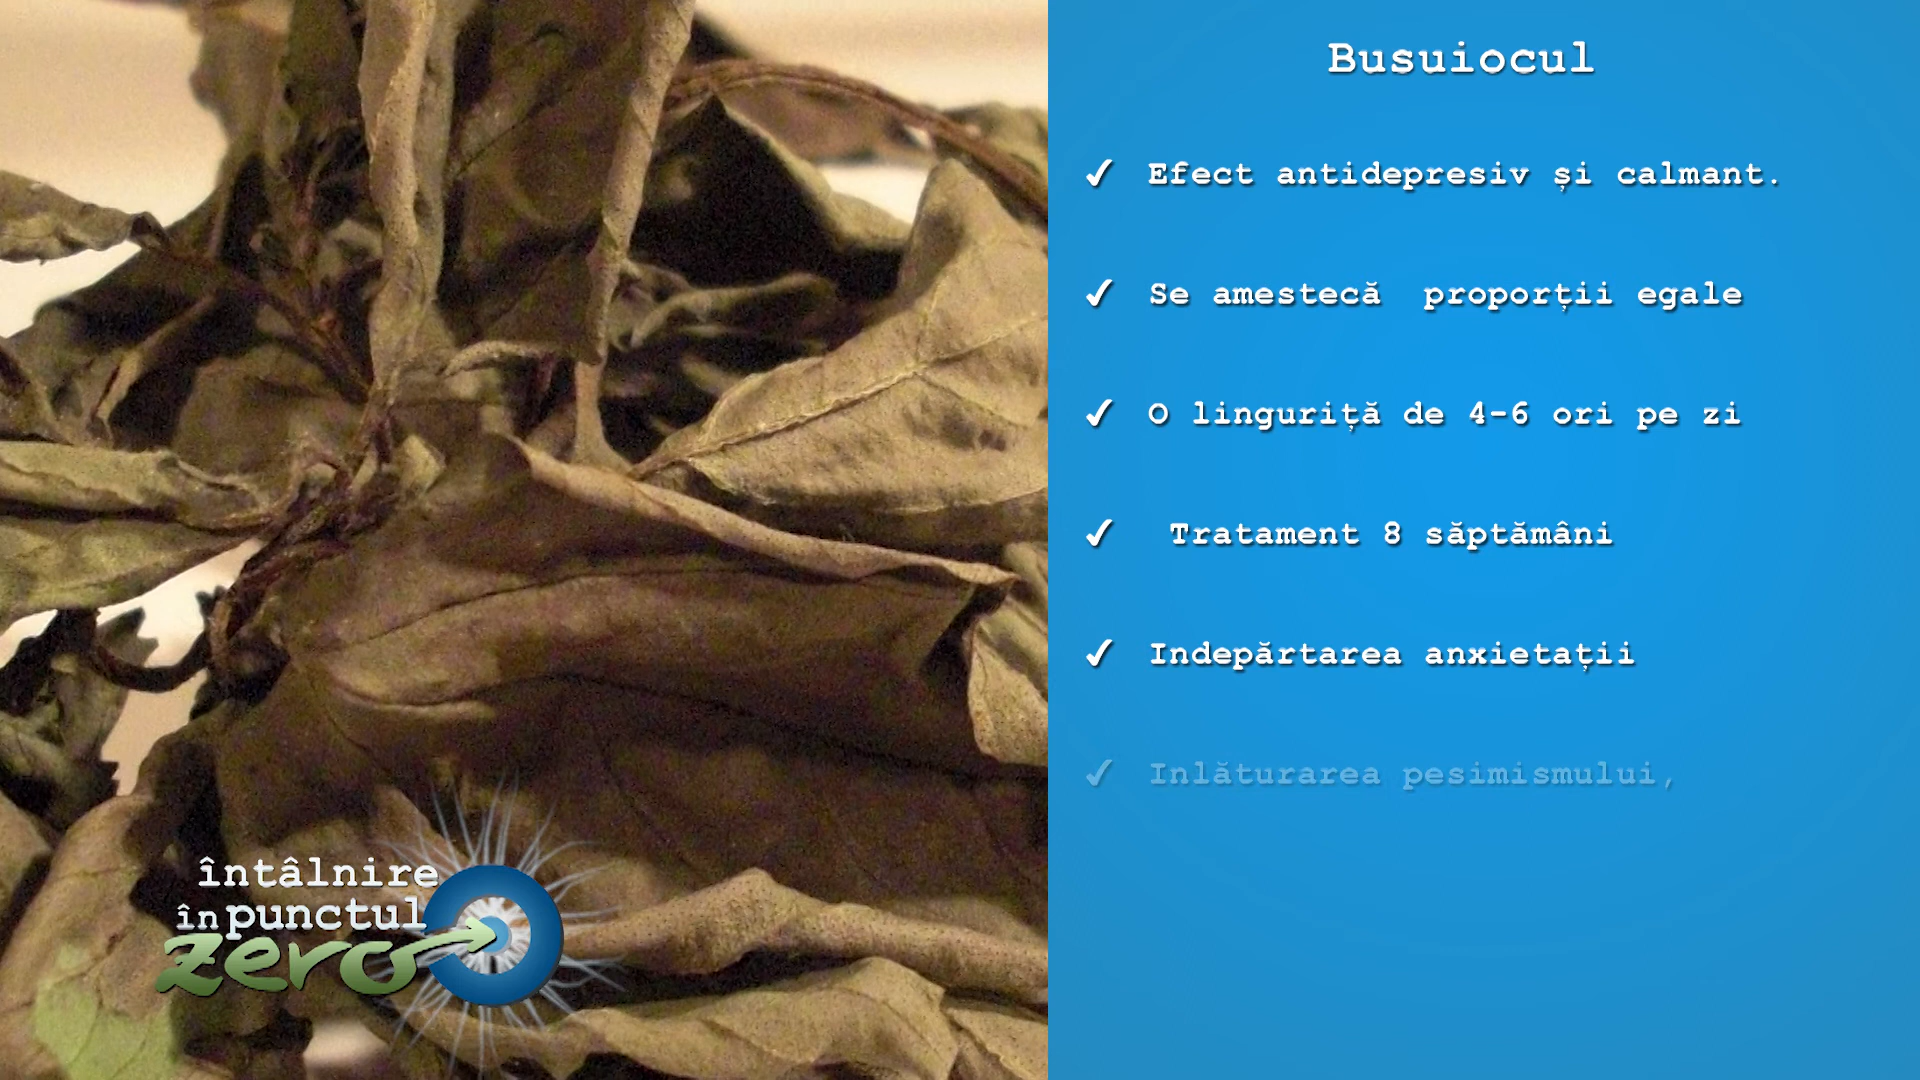 Busuiocul
✓ Efect antidepresiv și calmant.
✓ Se amestecă  proporții egale
✓ O linguriță de 4-6 ori pe zi
✓  Tratament 8 săptămâni
✓ Indepărtarea anxietații
✓ Inlăturarea pesimismului,
întâlnire
în punctul
zero